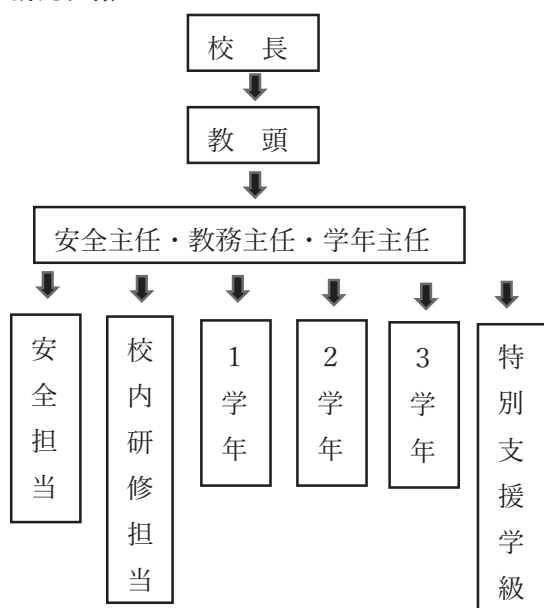 校　長
教　頭
安全主任・教務主任・学年主任
安全担当
校内研修担当
1学年
2学年
3学年
特別支援学級